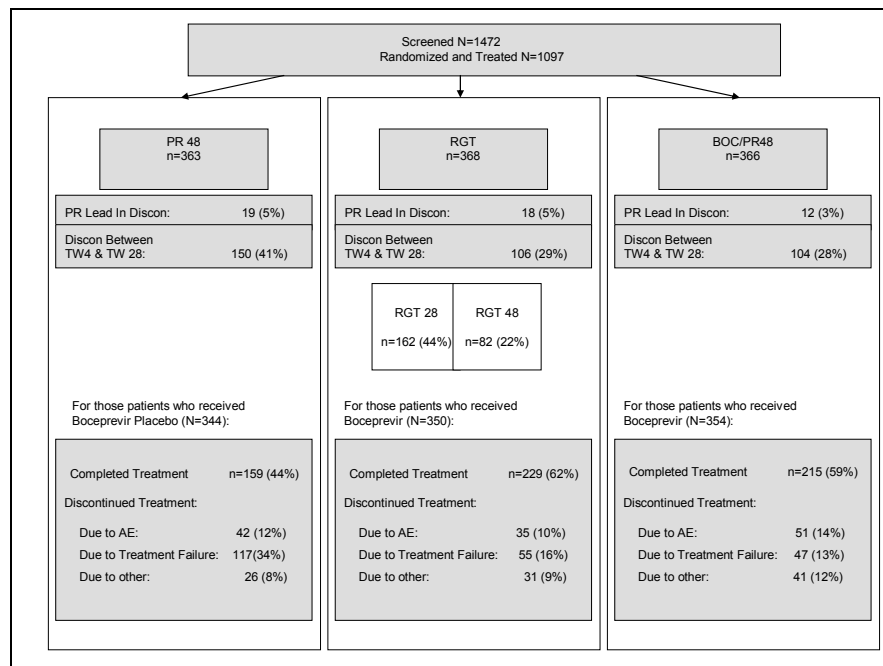 Screened N=1472
Randomized and Treated N=1097
PR 48
n=363
PR Lead In Discon: 19 (5%)
Discon Between
TW4 & TW 28: 150 (41%)
For those patients who received
Boceprevir Placebo (N=344):
Completed Treatment n=159 (44%)
Discontinued Treatment:
Due to AE: 42 (12%)
Due to Treatment Failure: 117(34%)
Due to other: 26 (8%)
RGT
n=368
PR Lead In Discon: 18 (5%)
Discon Between
TW4 & TW 28: 106 (29%)
RGT 28
n=162 (44%)
RGT 48
n=82 (22%)
For those patients who received
Boceprevir (N=350):
Completed Treatment n=229 (62%)
Discontinued Treatment:
Due to AE: 35 (10%)
Due to Treatment Failure: 55 (16%)
Due to other: 31 (9%)
BOC/PR48
n=366
PR Lead In Discon: 12 (3%)
Discon Between
TW4 & TW 28: 104 (28%)
For those patients who received
Boceprevir (N=354):
Completed Treatment n=215 (59%)
Discontinued Treatment:
Due to AE: 51 (14%)
Due to Treatment Failure: 47 (13%)
Due to other: 41 (12%)